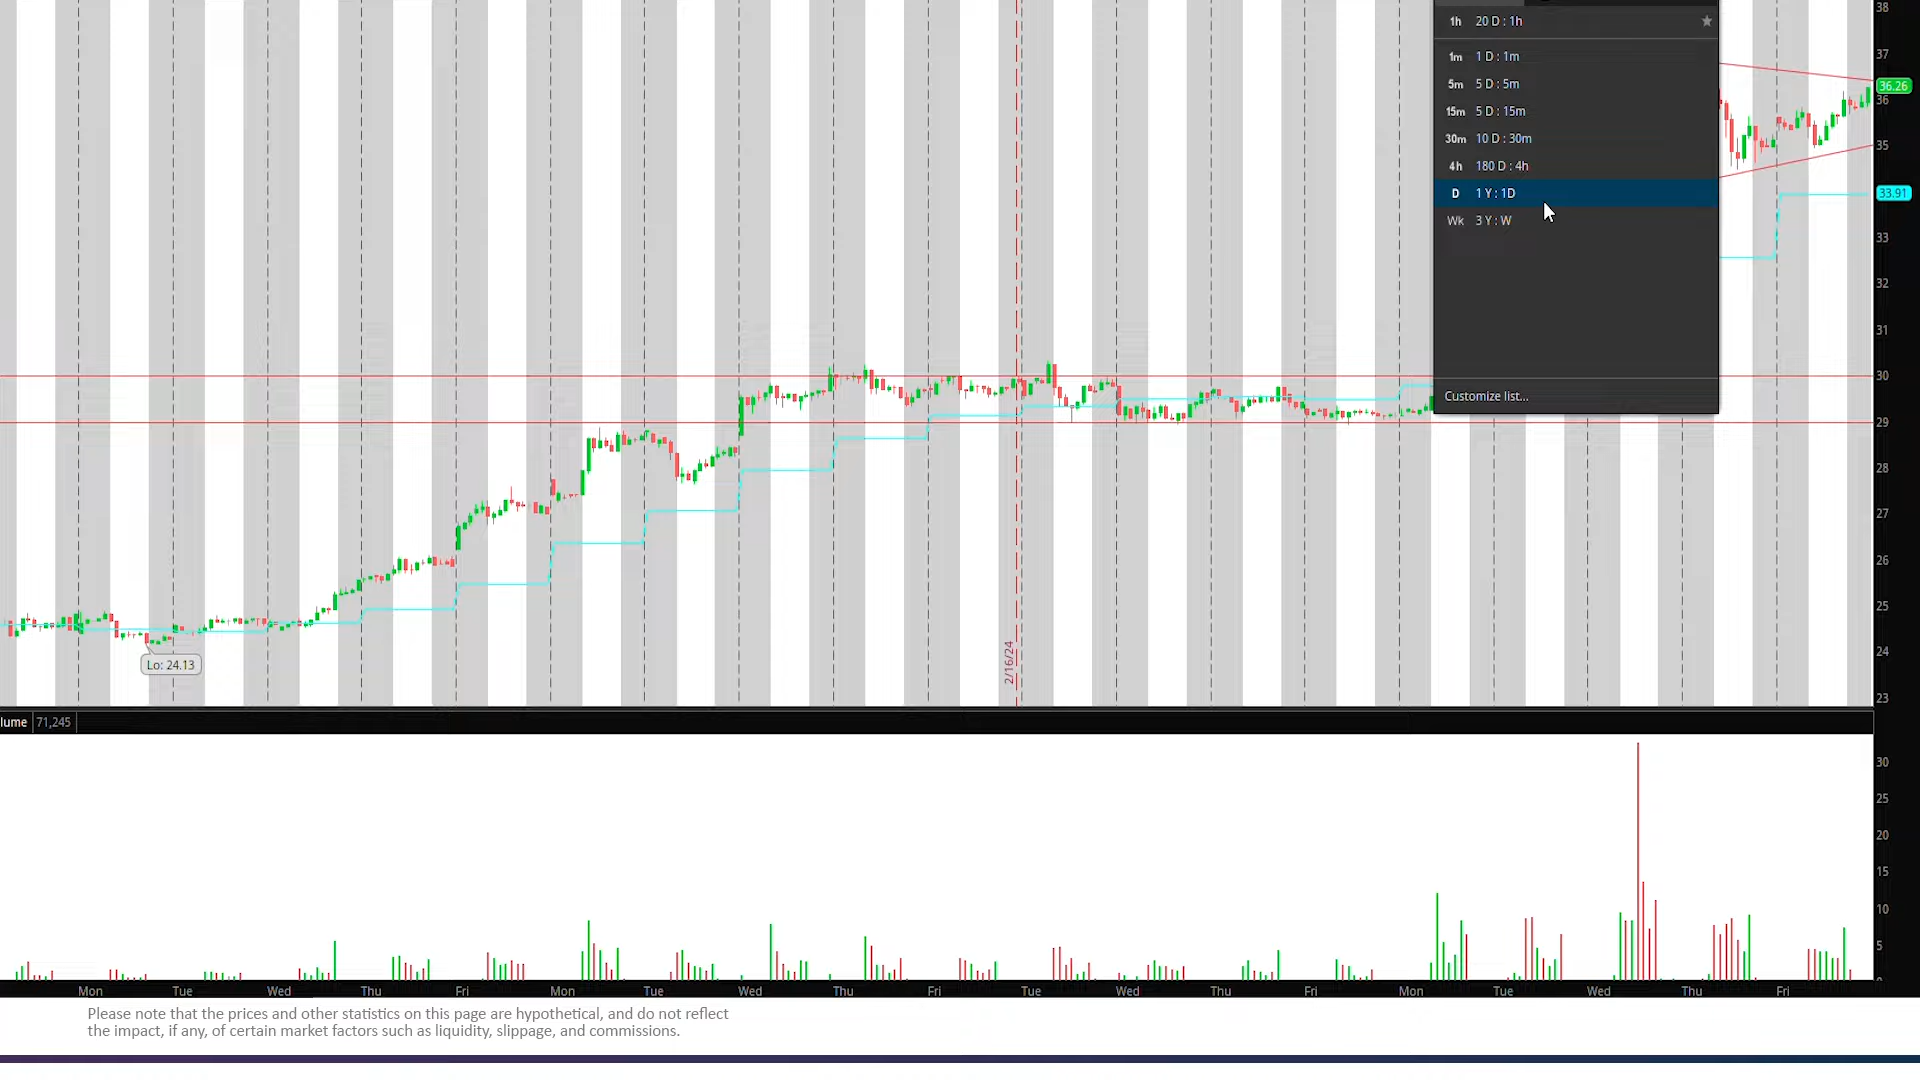 38
1h 20 D : 1h
37
1m 1 D : 1m
5m 5 D : 5m
36.26
36
15m 5 D : 15m
30m 10 D : 30m
35
4h 180 D : 4h
D 1 Y : 1D
33.91
Wk 3 Y : W
33
32
31
30
Customize list...
29
28
27
26
25
24
23
Lo: 24.13
2/16/24
lume 71,245
30
25
20
15
10
5
Mon Tue Wed Thu Fri Mon Tue Wed Thu Fri Tue Wed Thu Fri Mon Tue Wed Thu Fri
Please note that the prices and other statistics on this page are hypothetical, and do not reflect
the impact, if any, of certain market factors such as liquidity, slippage, and commissions.